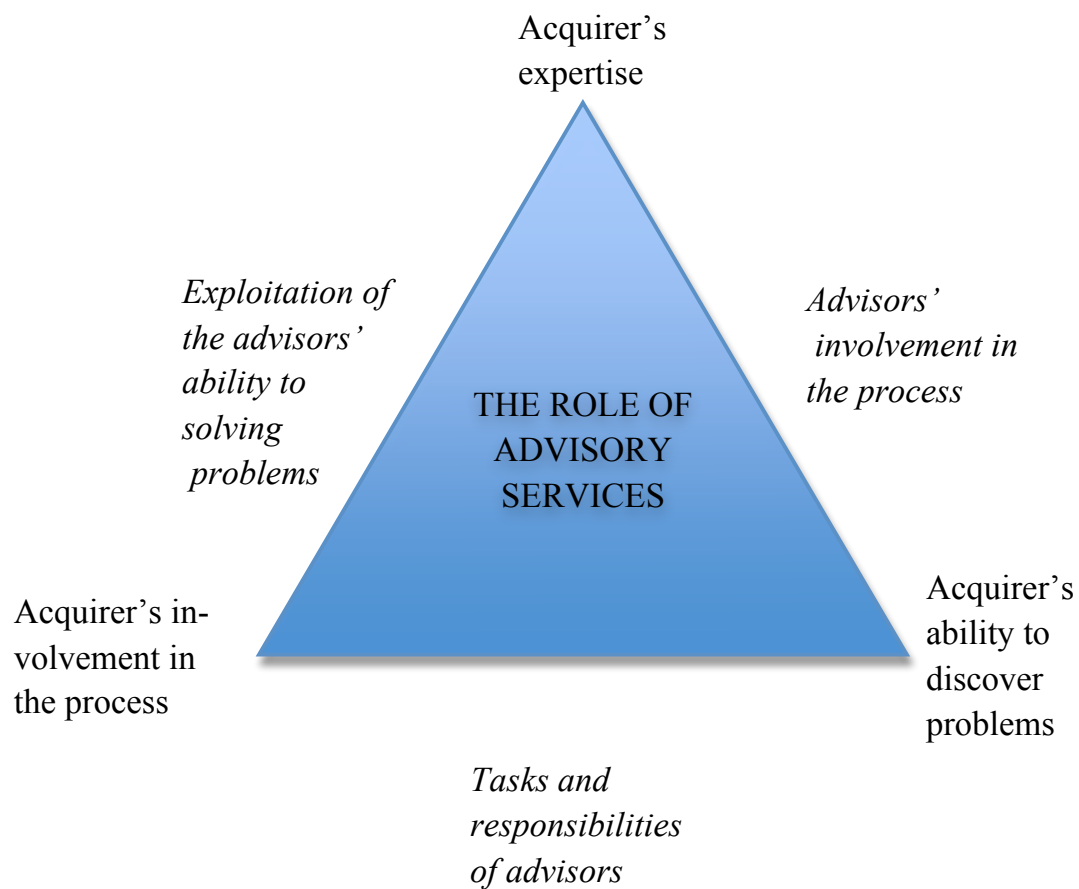 Acquirer’s
expertise
Exploitation of
the advisors’
ability to
solving
problems
Advisors’
involvement in
the process
THE ROLE OF
ADVISORY
SERVICES
Acquirer’s in-
volvement in
the process
Acquirer’s
ability to
discover
problems
Tasks and
responsibilities
of advisors